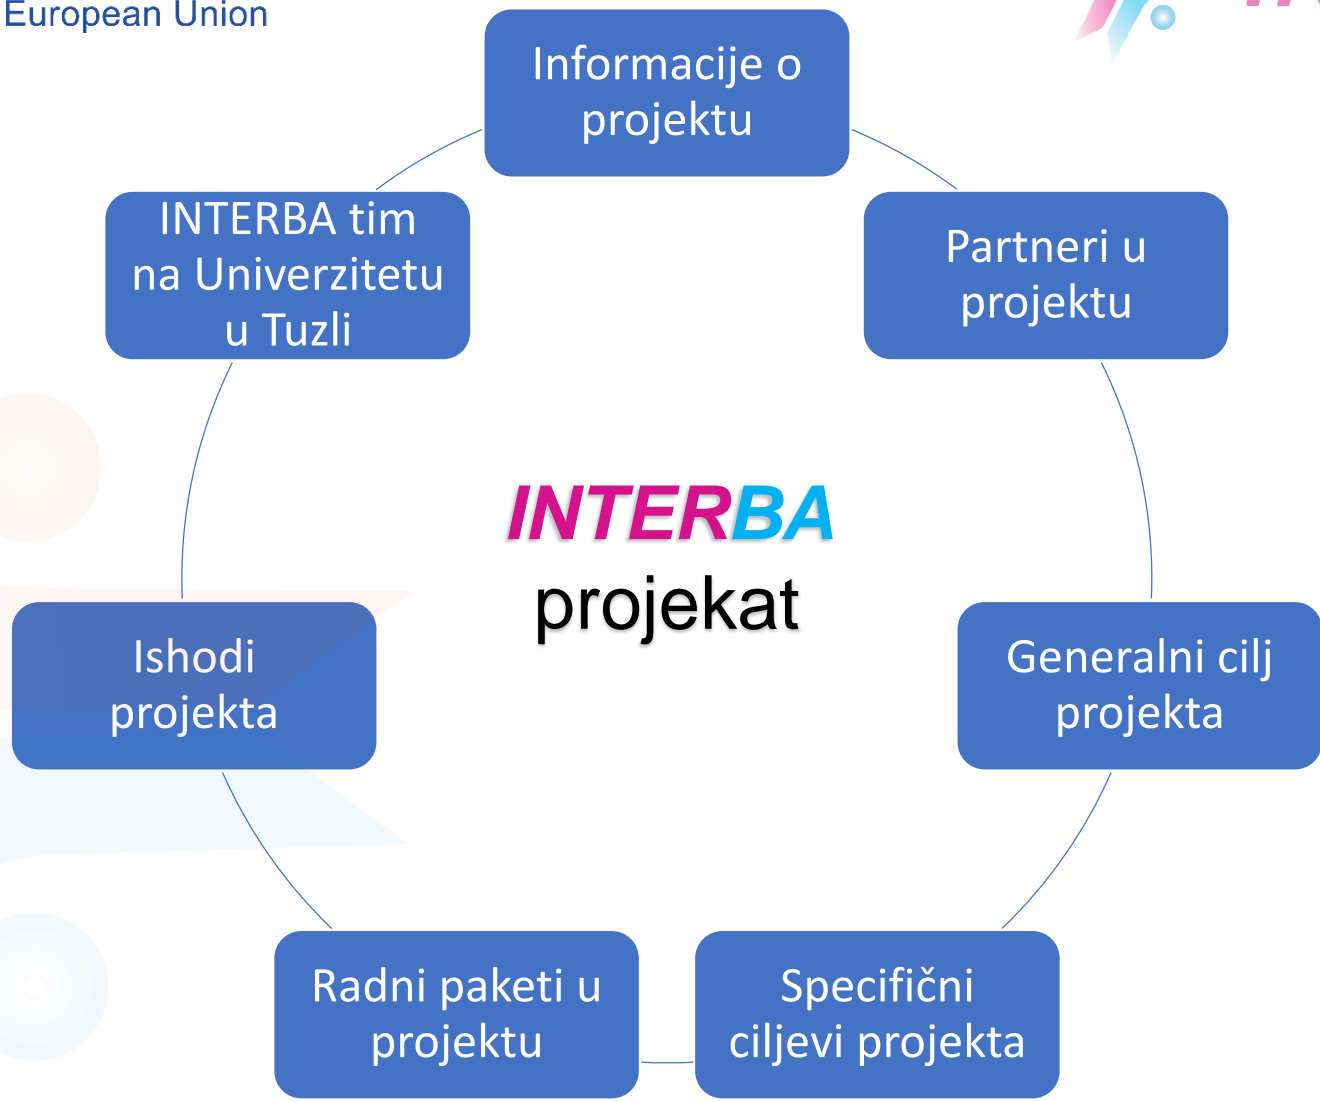 European Union
Informacije o
projektu
Partneri u
projektu
Generalni cilj
projekta
Specifični
ciljevi projekta
Radni paketi u
projektu
Ishodi
projekta
INTERBA tim
na Univerzitetu
u Tuzli
INTERBA
projekat